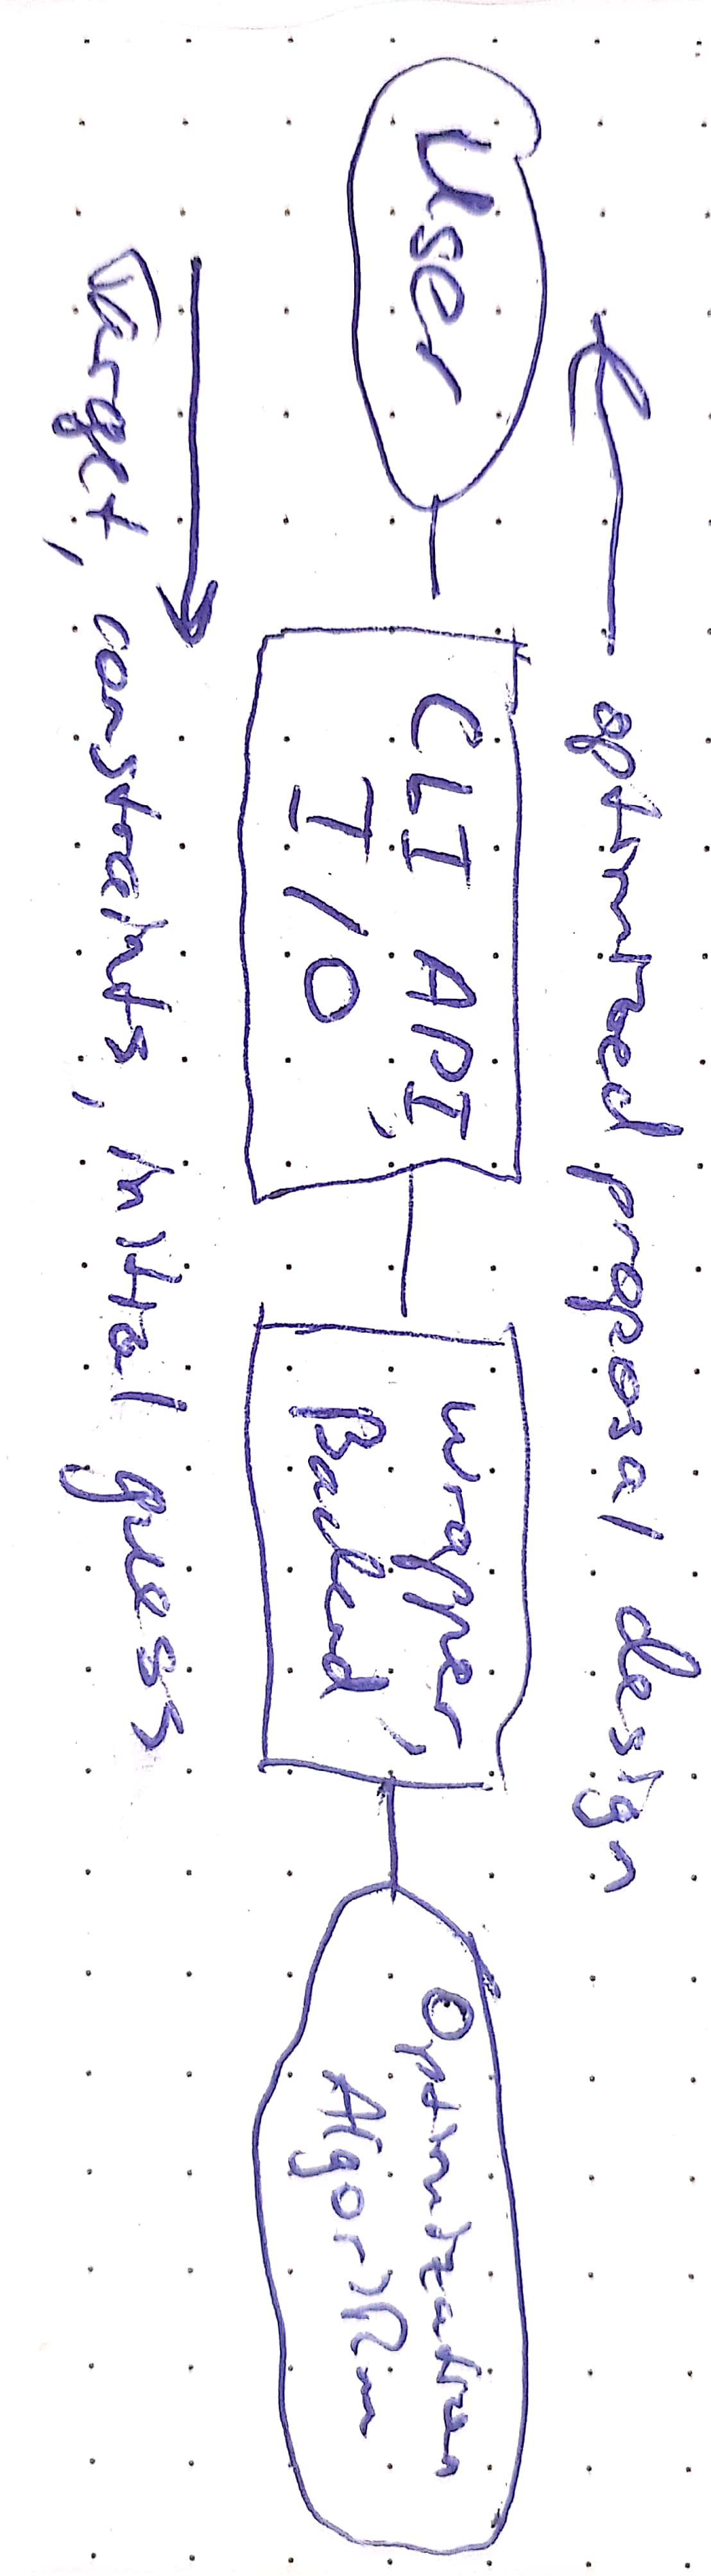 optimized proposal design
User
CLI API,
I/O
wrapper,
Backend
Optimization
Algorithm
target, constraints, initial guess